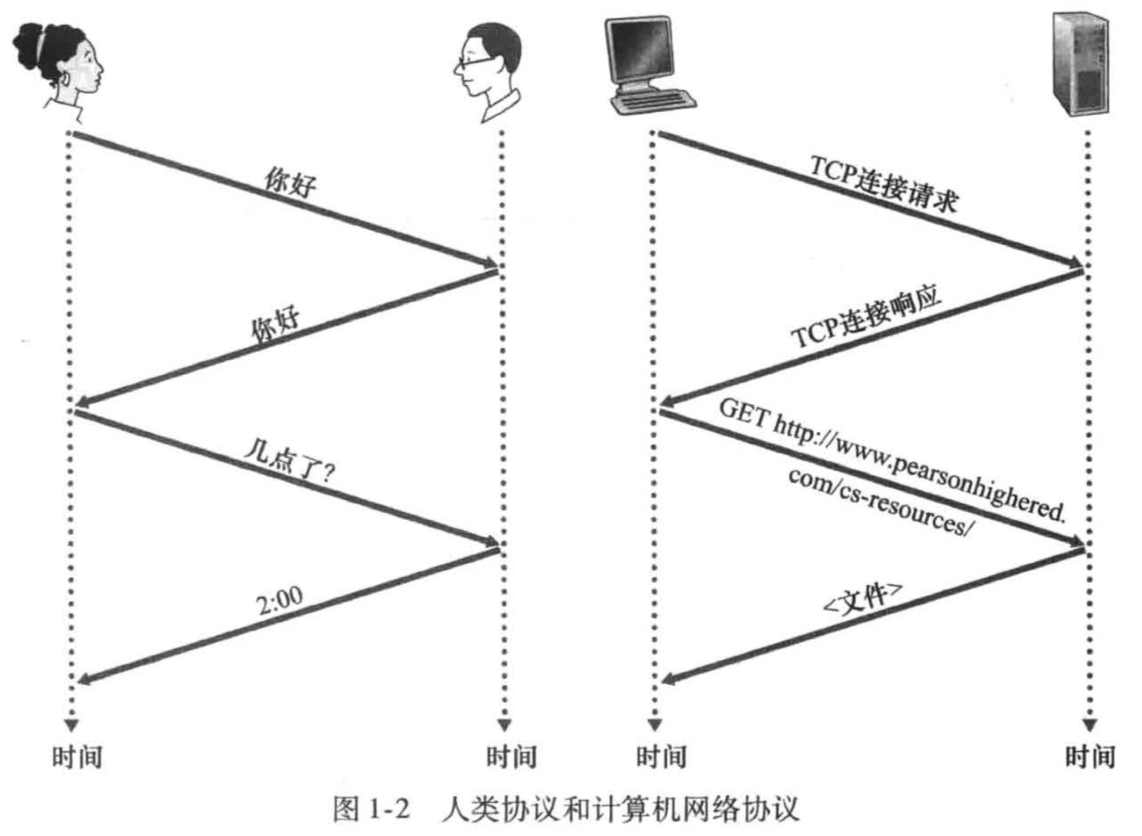 你好
你好
几点了？
2:00
时间
时间
TCP连接请求
TCP连接响应
GET http://www.pearsonhighered.
com/cs-resources/
<文件>
时间
时间
图 1-2 人类协议和计算机网络协议